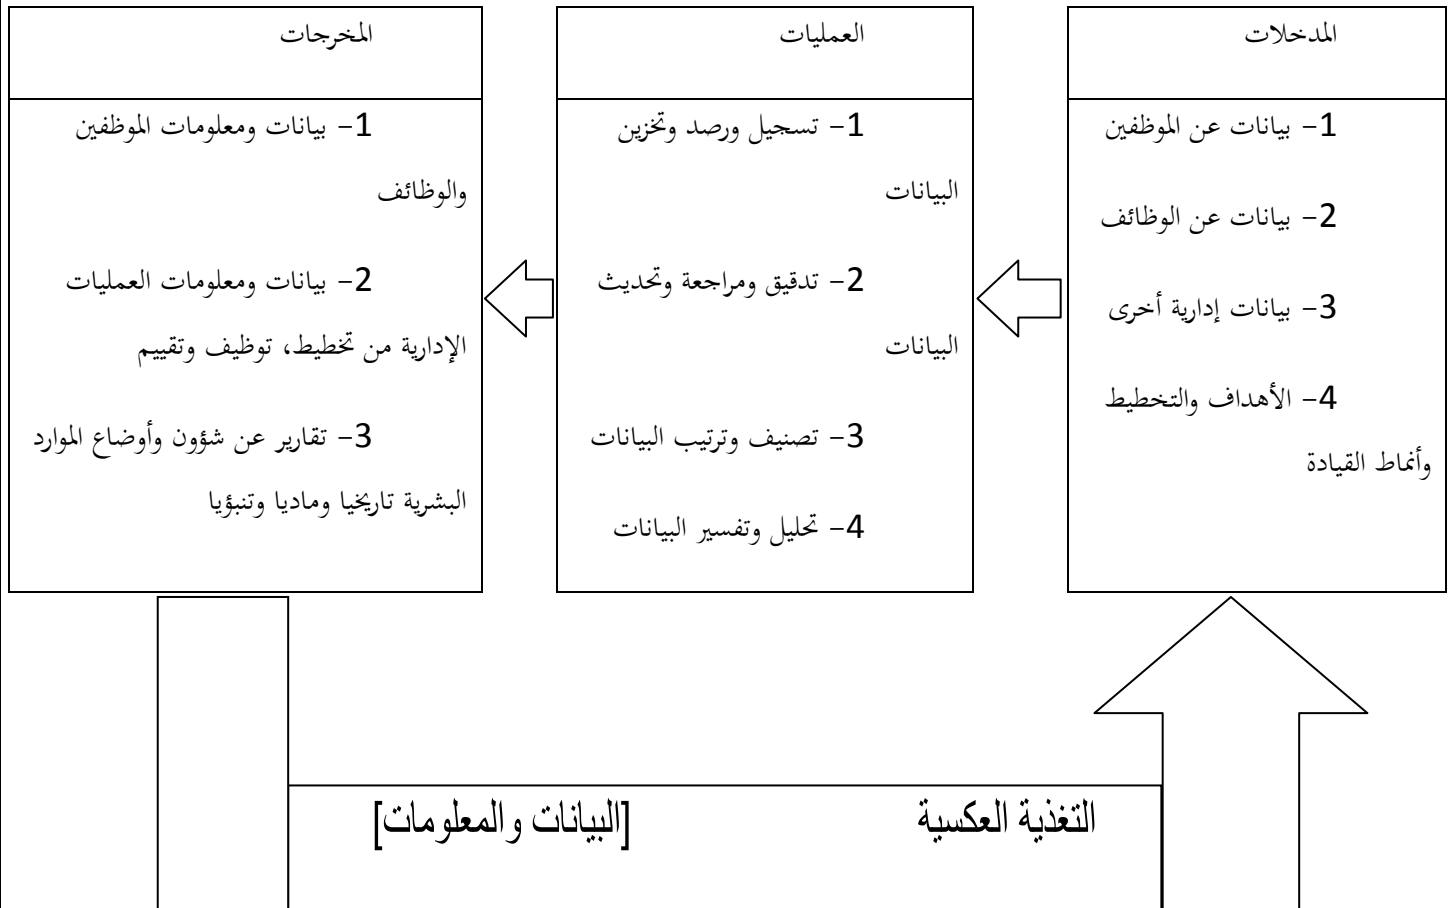 المدخلات
1- بيانات عن الموظفين
2- بيانات عن الوظائف
3- بيانات إدارية أخرى
4- الأهداف والتخطيط
وأنماط القيادة
العمليات
1- تسجيل ورصد وتخزين
البيانات
2- تدقيق ومراجعة وتحديث
البيانات
3- تصنيف وترتيب البيانات
4- تحليل وتفسير البيانات
المخرجات
1- بيانات ومعلومات الموظفين
والوظائف
2- بيانات ومعلومات العمليات
الإدارية من تخطيط، توظيف وتقييم
3- تقارير عن شؤون وأوضاع الموارد
البشرية تاريخيا وماديا وتنبؤيا
التغذية العكسية [البيانات والمعلومات]